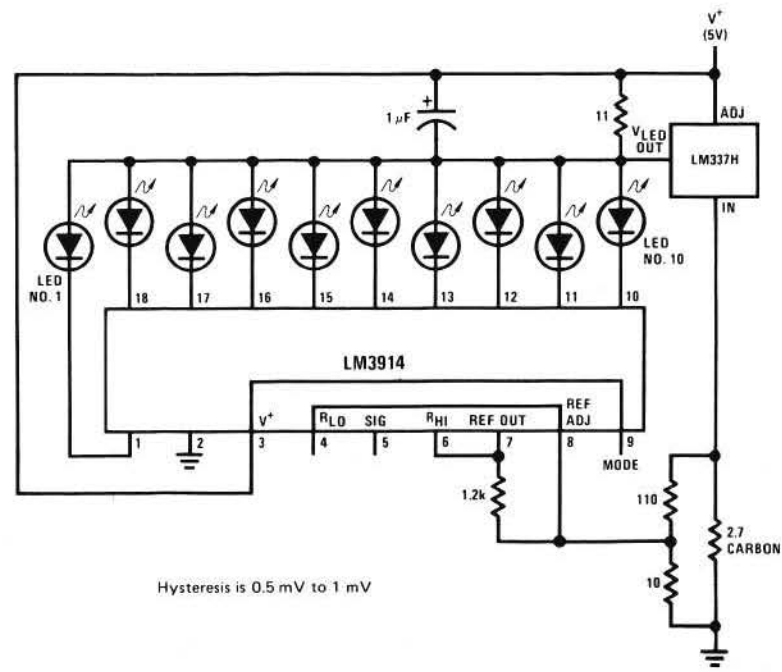 V+
(5V)
+
1 µF
11
V LED
OUT
ADJ
LM337H
IN
LED
NO. 1
LED
NO. 10
18
17
16
15
14
13
12
11
10
LM3914
V+
RLO
SIG
RHI
REF OUT
REF
ADJ
1
2
3
4
5
6
7
8
9
MODE
1.2k
110
2.7
CARBON
10
Hysteresis is 0.5 mV to 1 mV